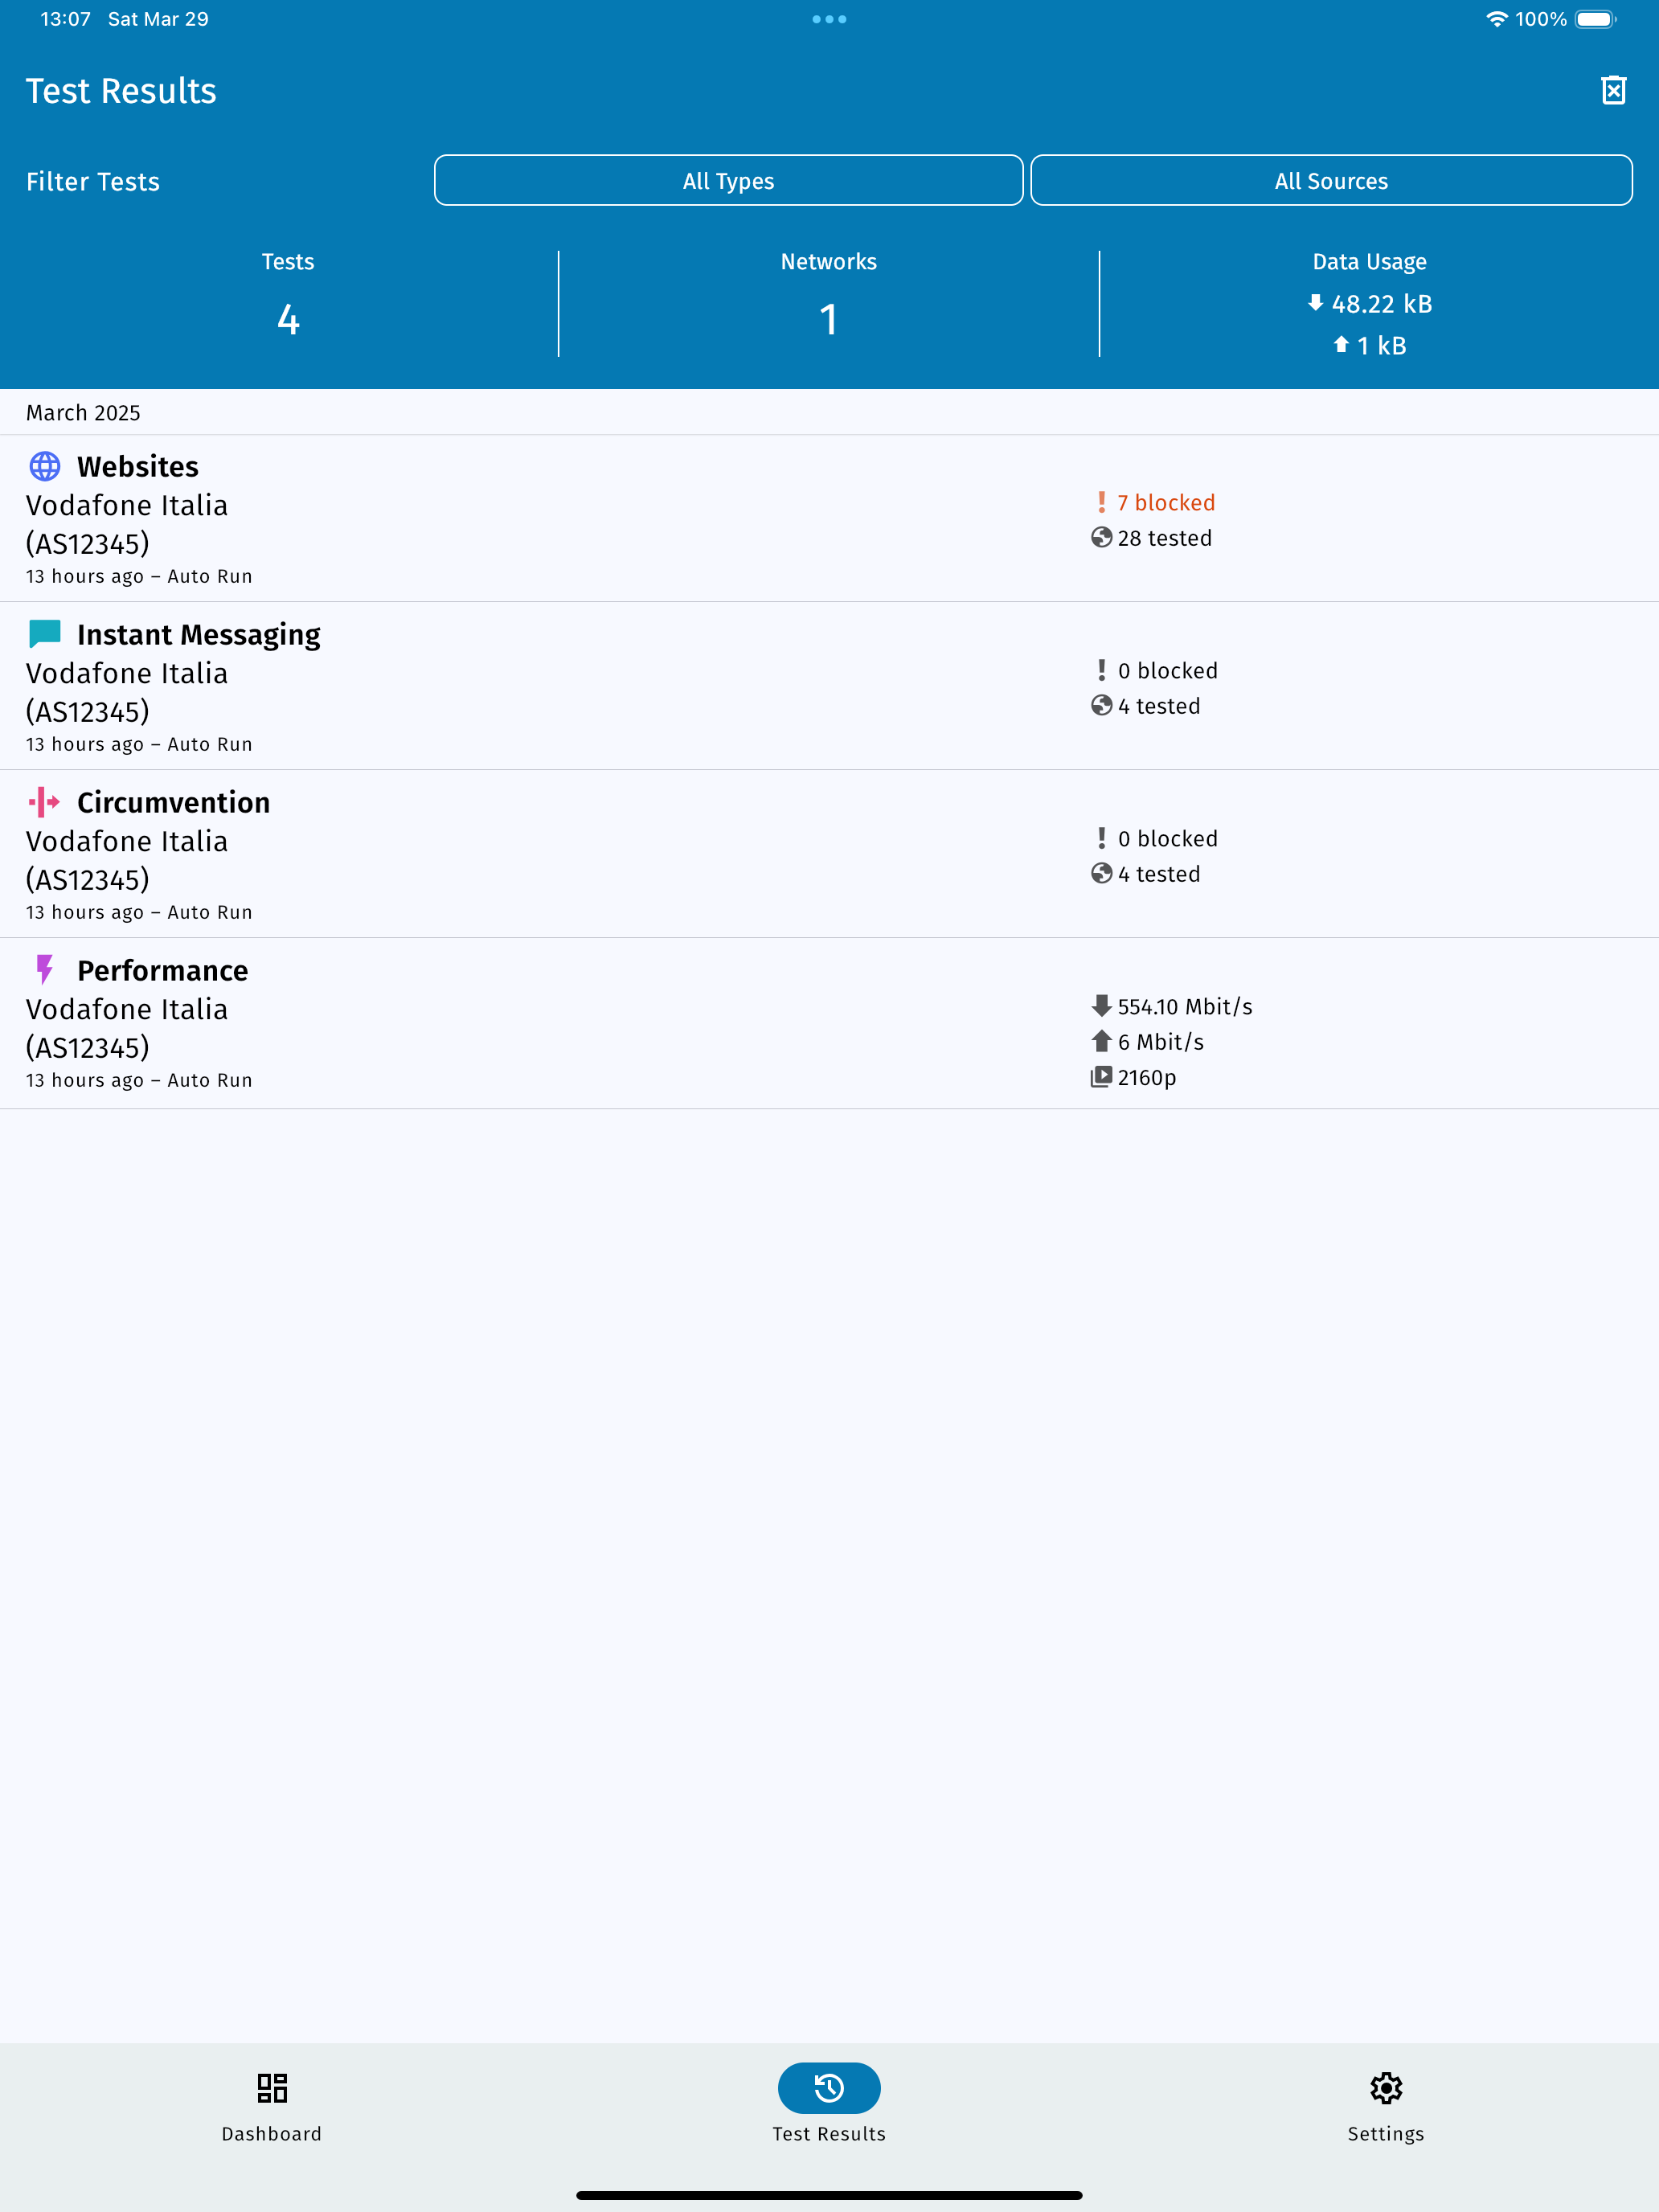 13:07 Sat Mar 29
100%
Test Results
Filter Tests
All Types
All Sources
Tests
4
Networks
1
Data Usage
48.22 kB
1 kB
March 2025
Websites
Vodafone Italia
(AS12345)
13 hours ago – Auto Run
7 blocked
28 tested
Instant Messaging
Vodafone Italia
(AS12345)
13 hours ago – Auto Run
0 blocked
4 tested
Circumvention
Vodafone Italia
(AS12345)
13 hours ago – Auto Run
0 blocked
4 tested
Performance
Vodafone Italia
(AS12345)
13 hours ago – Auto Run
554.10 Mbit/s
6 Mbit/s
2160p
Dashboard
Test Results
Settings